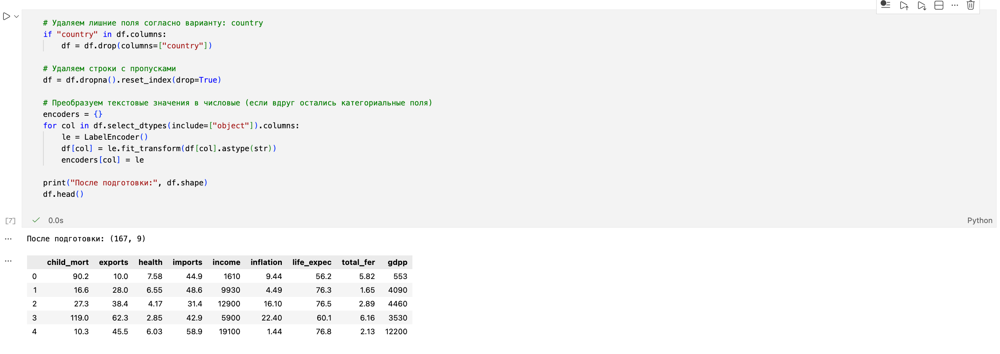 # Удаляем лишние поля согласно варианту: country
if "country" in df.columns:
    df = df.drop(columns=["country"])
# Удаляем строки с пропусками
df = df.dropna().reset_index(drop=True)
# Преобразуем текстовые значения в числовые (если вдруг остались категориальные поля)
encoders = {}
for col in df.select_dtypes(include=["object"]).columns:
    le = LabelEncoder()
    df[col] = le.fit_transform(df[col].astype(str))
    encoders[col] = le
print("После подготовки:", df.shape)
df.head()
[7] 0.0s Python
После подготовки: (167, 9)
child_mort exports health imports income inflation life_expec total_fer gdpp
0 90.2 10.0 7.58 44.9 1610 9.44 56.2 5.82 553
1 16.6 28.0 6.55 48.6 9930 4.49 76.3 1.65 4090
2 27.3 38.4 4.17 31.4 12900 16.10 76.5 2.89 4460
3 119.0 62.3 2.85 42.9 5900 22.40 60.1 6.16 3530
4 10.3 45.5 6.03 58.9 19100 1.44 76.8 2.13 12200